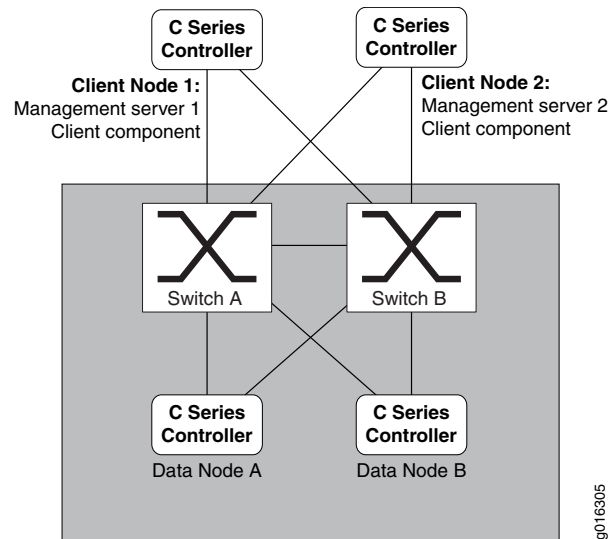 C Series
Controller
C Series
Controller
Client Node 1:
Management server 1
Client component
Client Node 2:
Management server 2
Client component
Switch A
Switch B
C Series
Controller
C Series
Controller
Data Node A
Data Node B
g016305